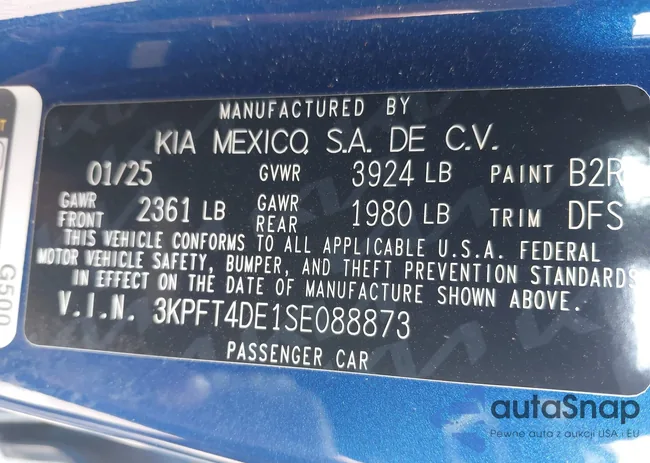 MANUFACTURED BY
KIA MEXICO, S.A. DE C.V.
01/25 GVWR 3924 LB PAINT B2R
GAWR FRONT 2361 LB GAWR REAR 1980 LB TRIM DFS
THIS VEHICLE CONFORMS TO ALL APPLICABLE U.S.A. FEDERAL
MOTOR VEHICLE SAFETY, BUMPER, AND THEFT PREVENTION STANDARDS
IN EFFECT ON THE DATE OF MANUFACTURE SHOWN ABOVE.
V.I.N. 3KPFT4DE1SE088873
PASSENGER CAR
G500
autaSnap
Pewne auta z aukcji USA i EU